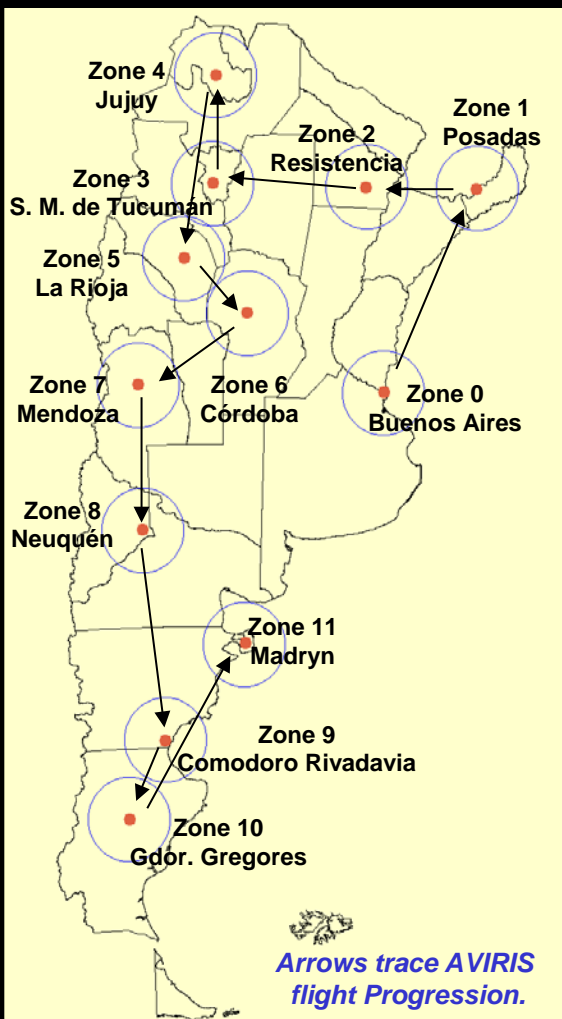 Zone 4
Jujuy
Zone 1
Posadas
Zone 2
Resistencia
Zone 3
S. M. de Tucumán
Zone 5
La Rioja
Zone 7
Mendoza
Zone 6
Córdoba
Zone 0
Buenos Aires
Zone 8
Neuquén
Zone 11
Madryn
Zone 9
Comodoro Rivadavia
Zone 10
Gdor. Gregores
Arrows trace AVIRIS
flight Progression.